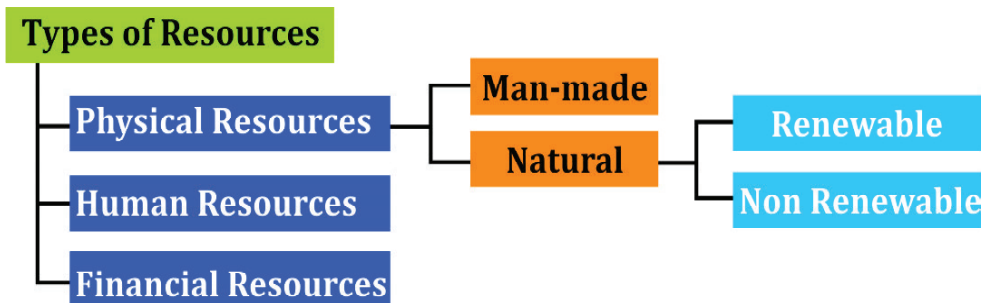 Types of Resources
Physical Resources
Man-made
Natural
Renewable
Non Renewable
Human Resources
Financial Resources